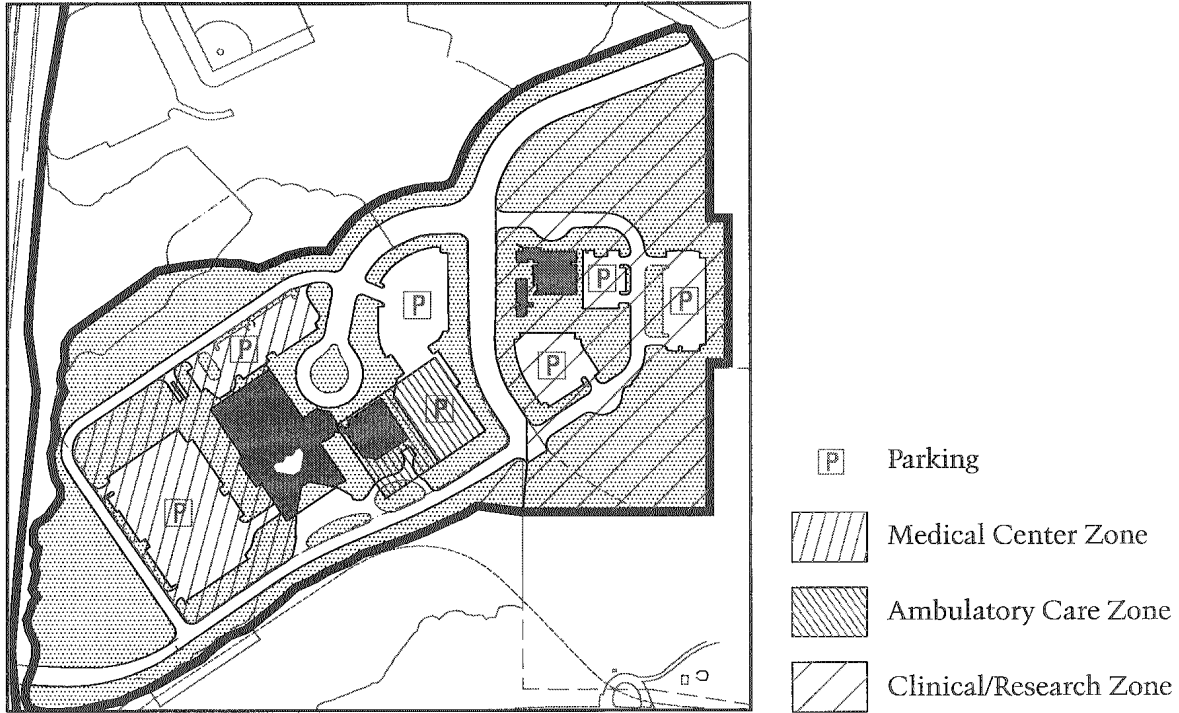 P
P
P
P
P
P
P
P Parking
Medical Center Zone
Ambulatory Care Zone
Clinical/Research Zone